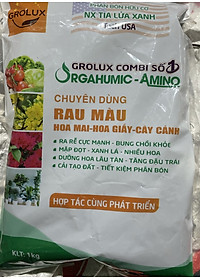 GROLUX
PHÂN BÓN HỮU CƠ
NX TIA LỬA XANH
USA
GROLUX COMBI SỐ 1
ORGAHUMIC - AMINO
CHUYÊN DÙNG
RAU MÀU
HOA MAI-HOA GIẤY-CÂY CẢNH
• RA RỄ CỰC MẠNH - BUNG CHỒI KHỎE
• MẬP ĐỌT - XANH LÁ - NHIỀU HOA
• DƯỠNG HOA LÂU TÀN - TĂNG ĐẬU TRÁI
• CẢI TẠO ĐẤT - TIẾT KIỆM PHÂN BÓN
HỢP TÁC CÙNG PHÁT TRIỂN
KLT: 1kg